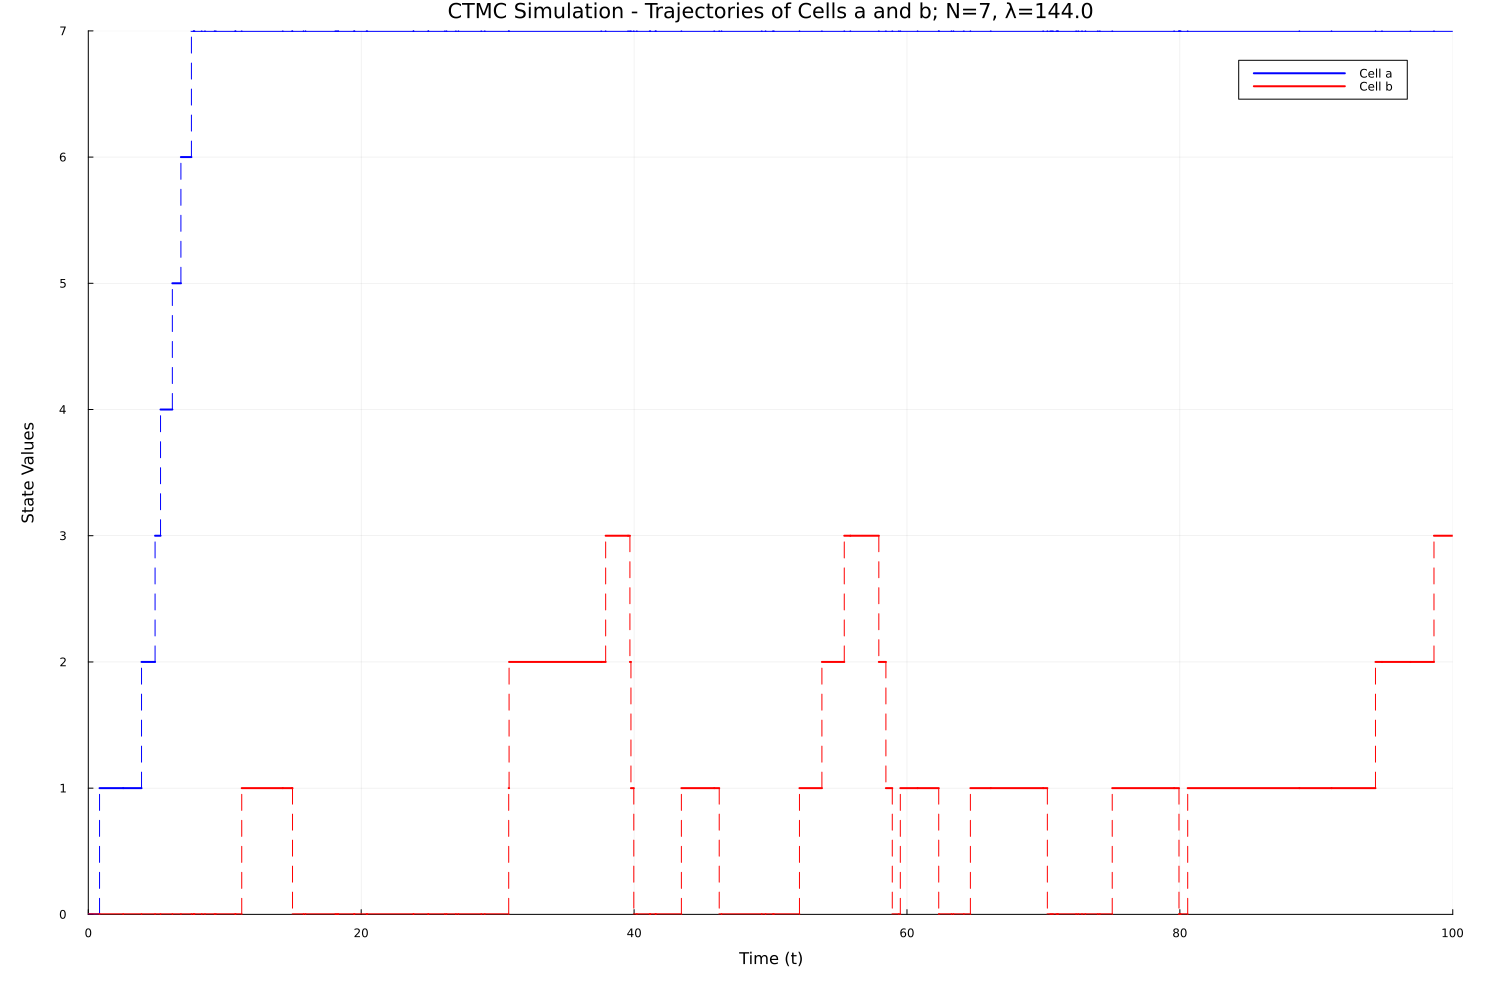 CTMC Simulation - Trajectories of Cells a and b; N=7, λ=144.0
7
Cell a
Cell b
6
5
4
State Values
3
2
1
0
0 20 40 60 80 100
Time (t)